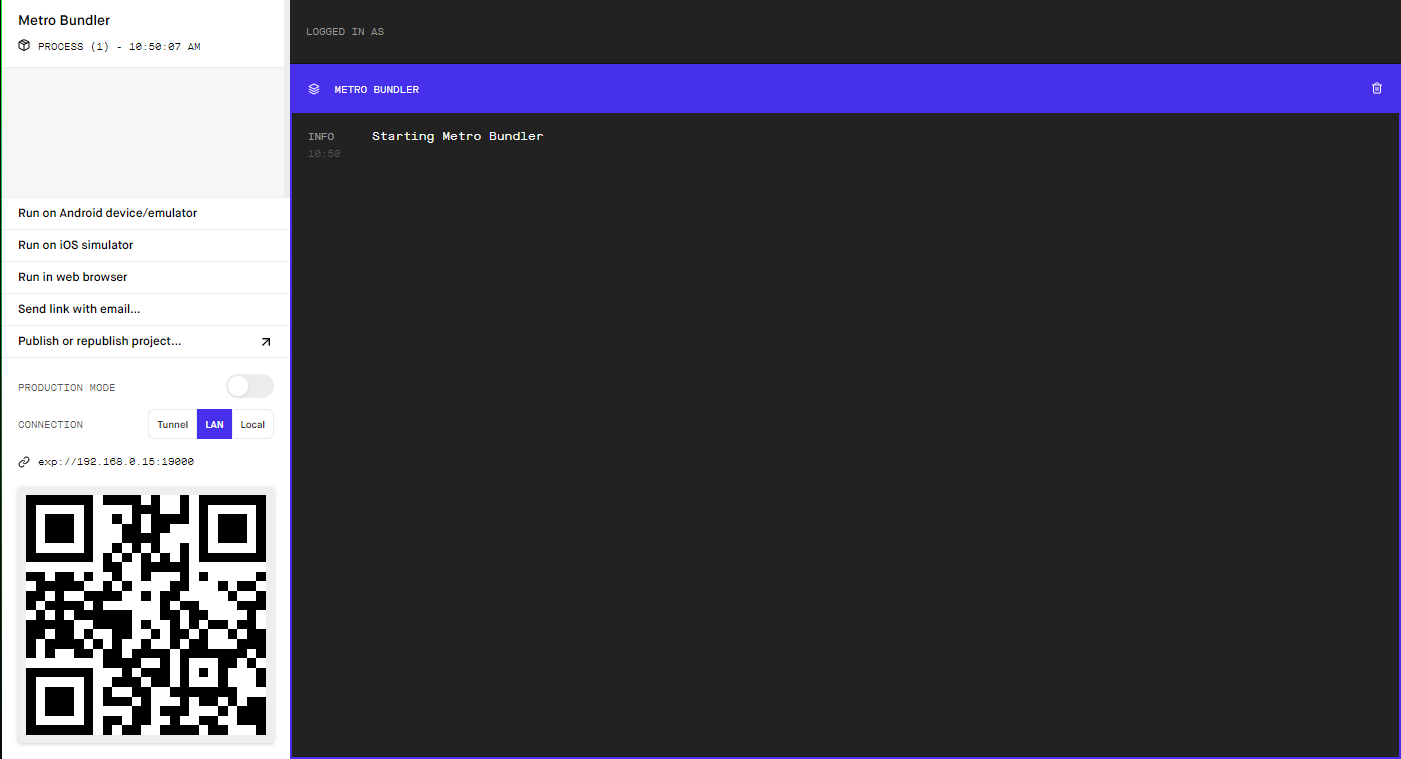 Metro Bundler
PROCESS (1) - 10:50:07 AM
Run on Android device/emulator
Run on iOS simulator
Run in web browser
Send link with email...
Publish or republish project...
PRODUCTION MODE
CONNECTION
Tunnel
LAN
Local
exp://192.168.0.15:19000
LOGGED IN AS
METRO BUNDLER
INFO
Starting Metro Bundler
10:50